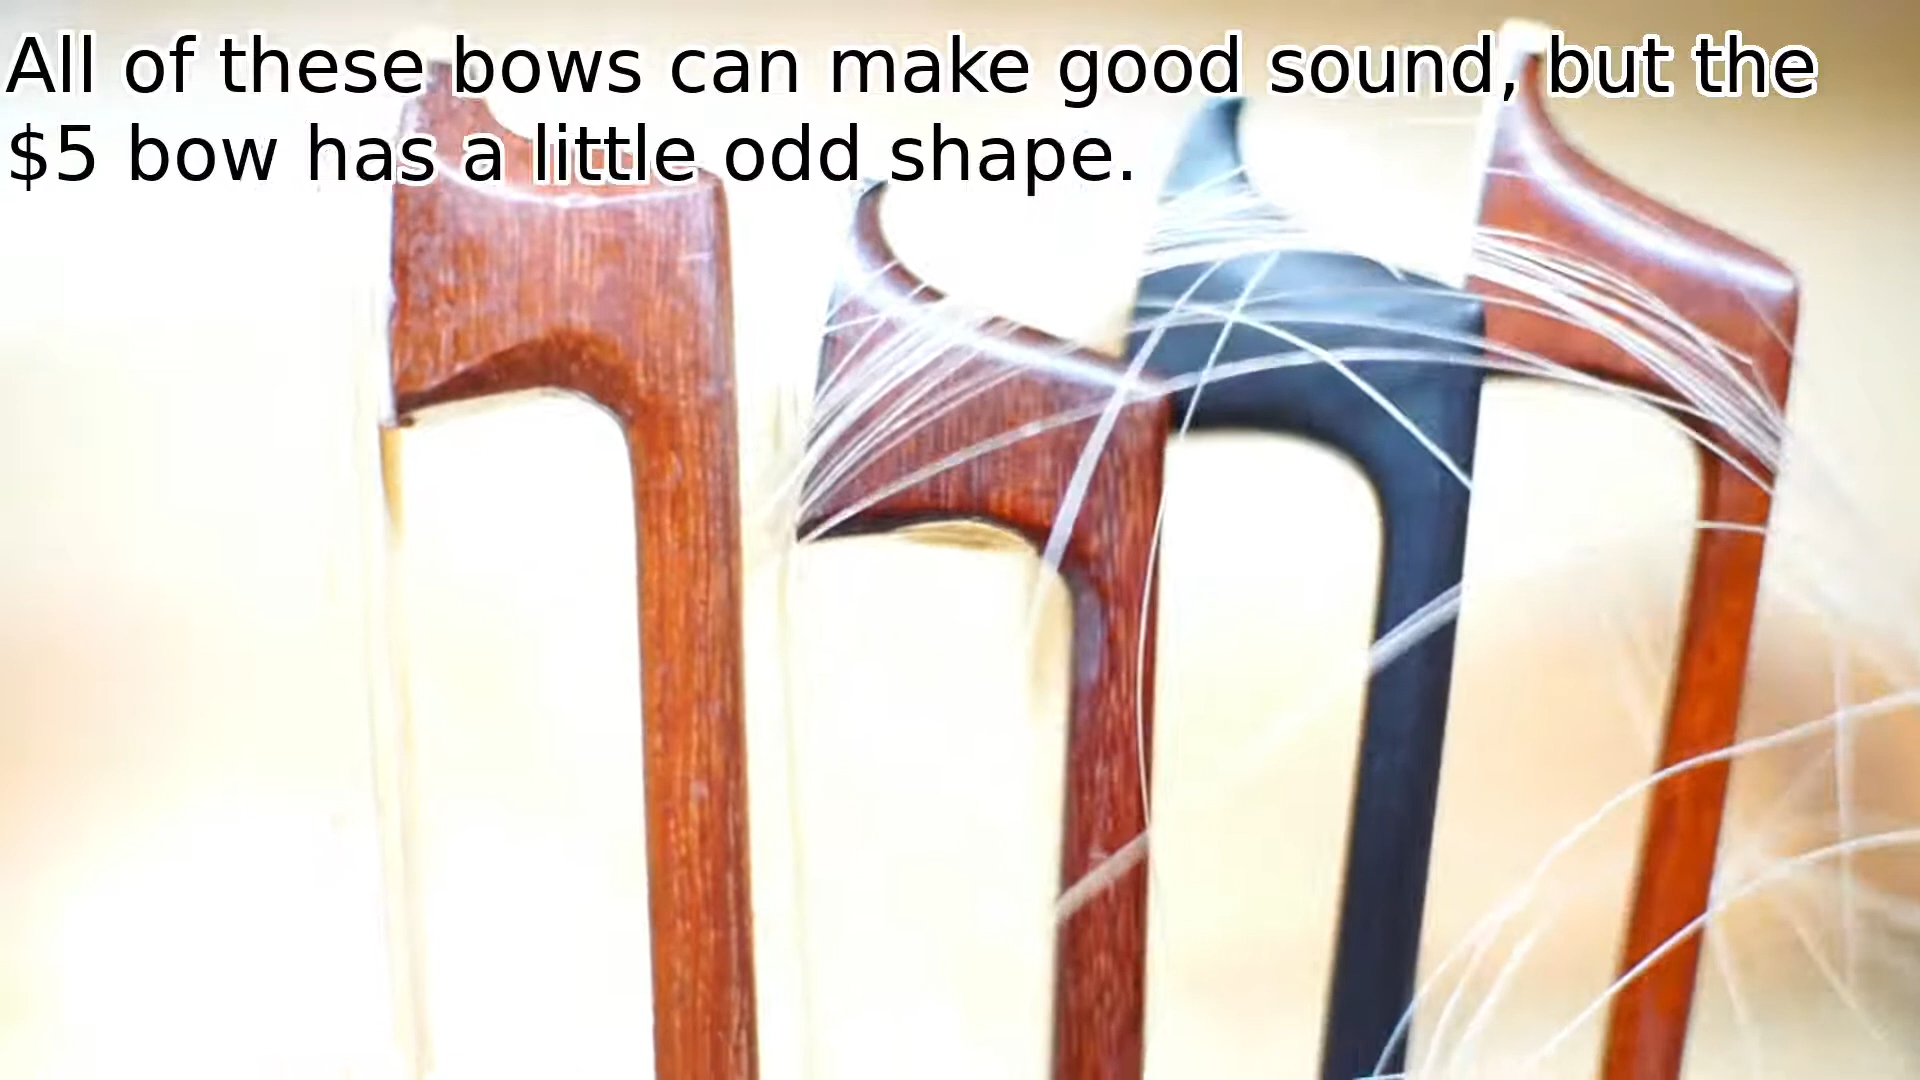 All of these bows can make good sound, but the
$5 bow has a little odd shape.